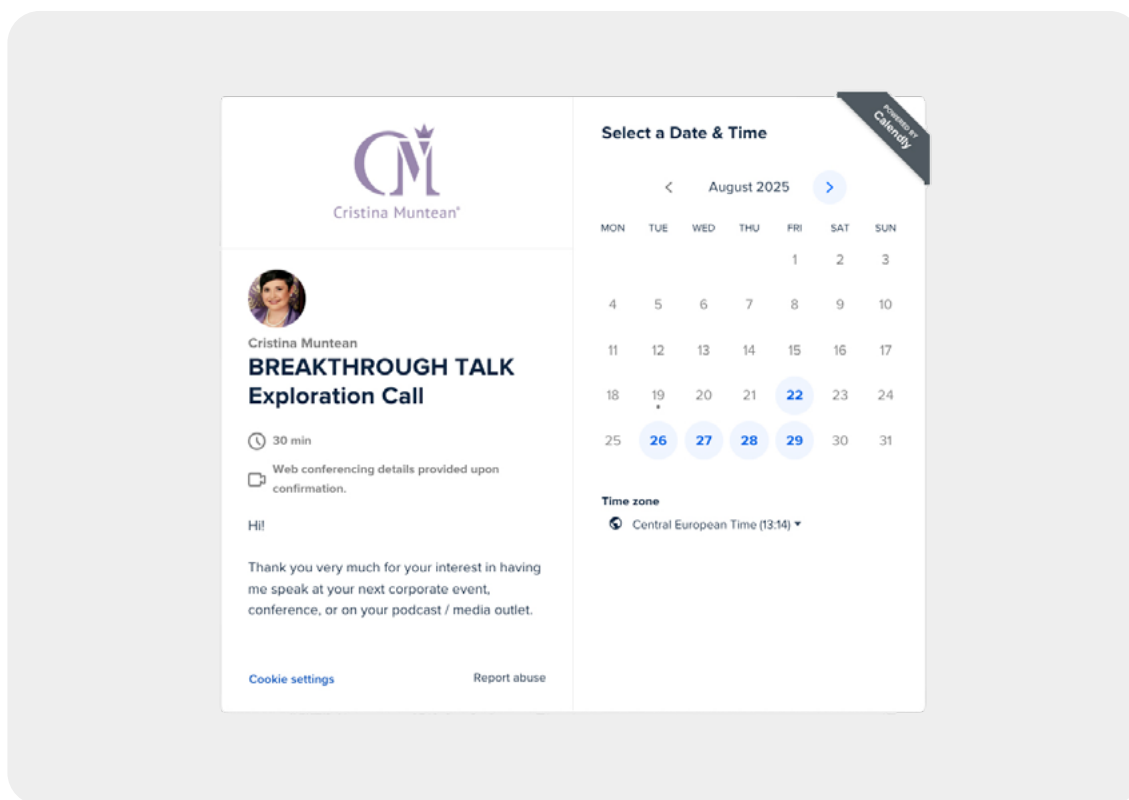 CM
Cristina Muntean®
Cristina Muntean
BREAKTHROUGH TALK
Exploration Call
30 min
Web conferencing details provided upon
confirmation.
Hi!
Thank you very much for your interest in having
me speak at your next corporate event,
conference, or on your podcast / media outlet.
Cookie settings
Report abuse
POWERED BY
Calendly
Select a Date & Time
August 2025
MON TUE WED THU FRI SAT SUN
1 2 3
4 5 6 7 8 9 10
11 12 13 14 15 16 17
18 19 20 21 22 23 24
25 26 27 28 29 30 31
Time zone
Central European Time (13:14)